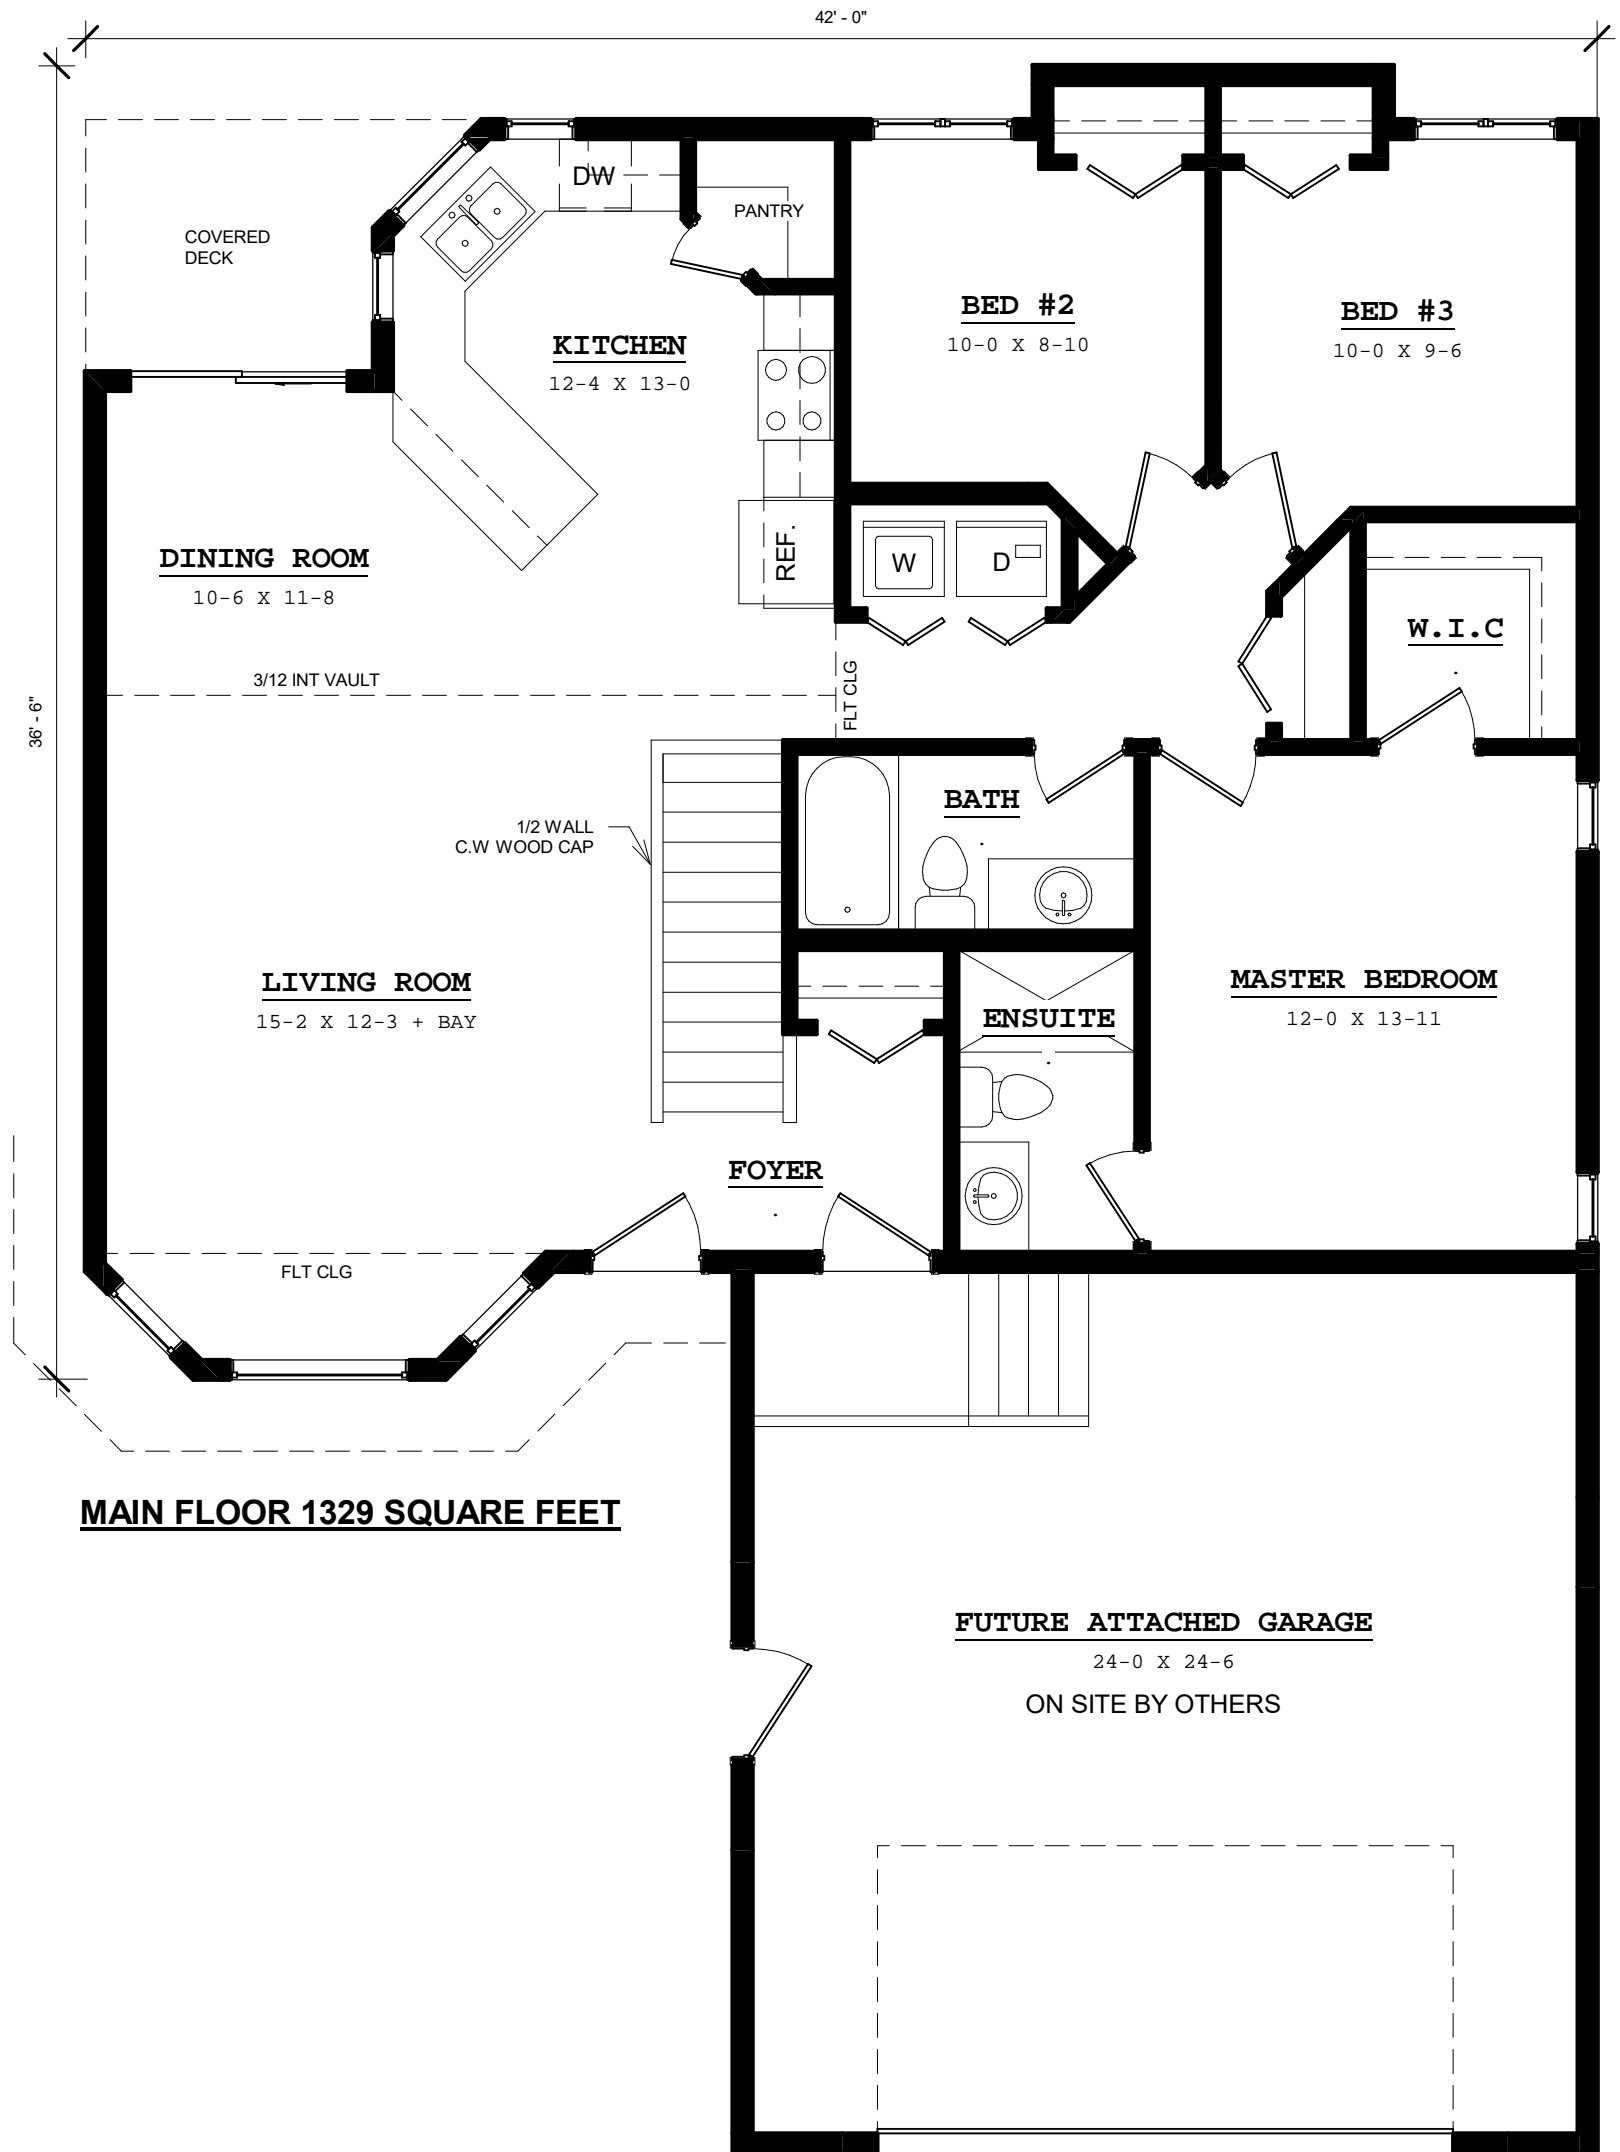 42' - 0"
COVERED
DECK
DW
PANTRY
BED #2
10-0 X 8-10
BED #3
10-0 X 9-6
KITCHEN
12-4 X 13-0
DINING ROOM
10-6 X 11-8
REF.
W
D
W.I.C
3/12 INT VAULT
FLT CLG
36' - 6"
1/2 WALL
C.W WOOD CAP
BATH
LIVING ROOM
15-2 X 12-3 + BAY
ENSUITE
MASTER BEDROOM
12-0 X 13-11
FOYER
FLT CLG
MAIN FLOOR 1329 SQUARE FEET
FUTURE ATTACHED GARAGE
24-0 X 24-6
ON SITE BY OTHERS